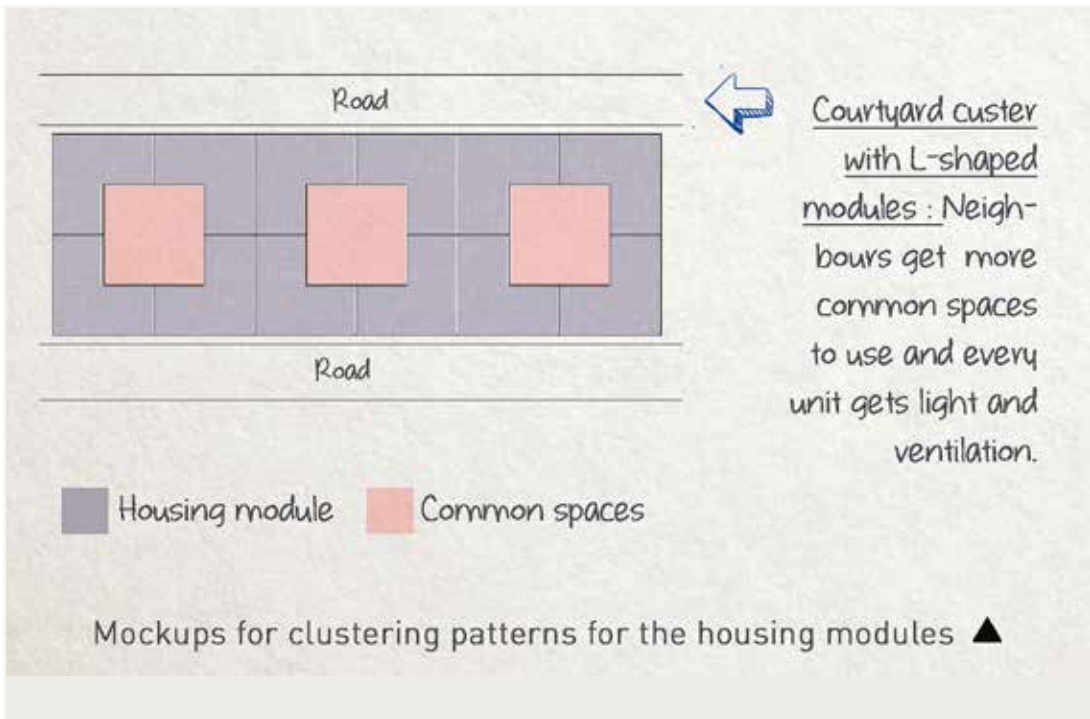 Road
Courtyard custer
with L-shaped
modules : Neigh-
bours get more
common spaces
to use and every
unit gets light and
ventilation.
Road
Housing module
Common spaces
Mockups for clustering patterns for the housing modules ▲